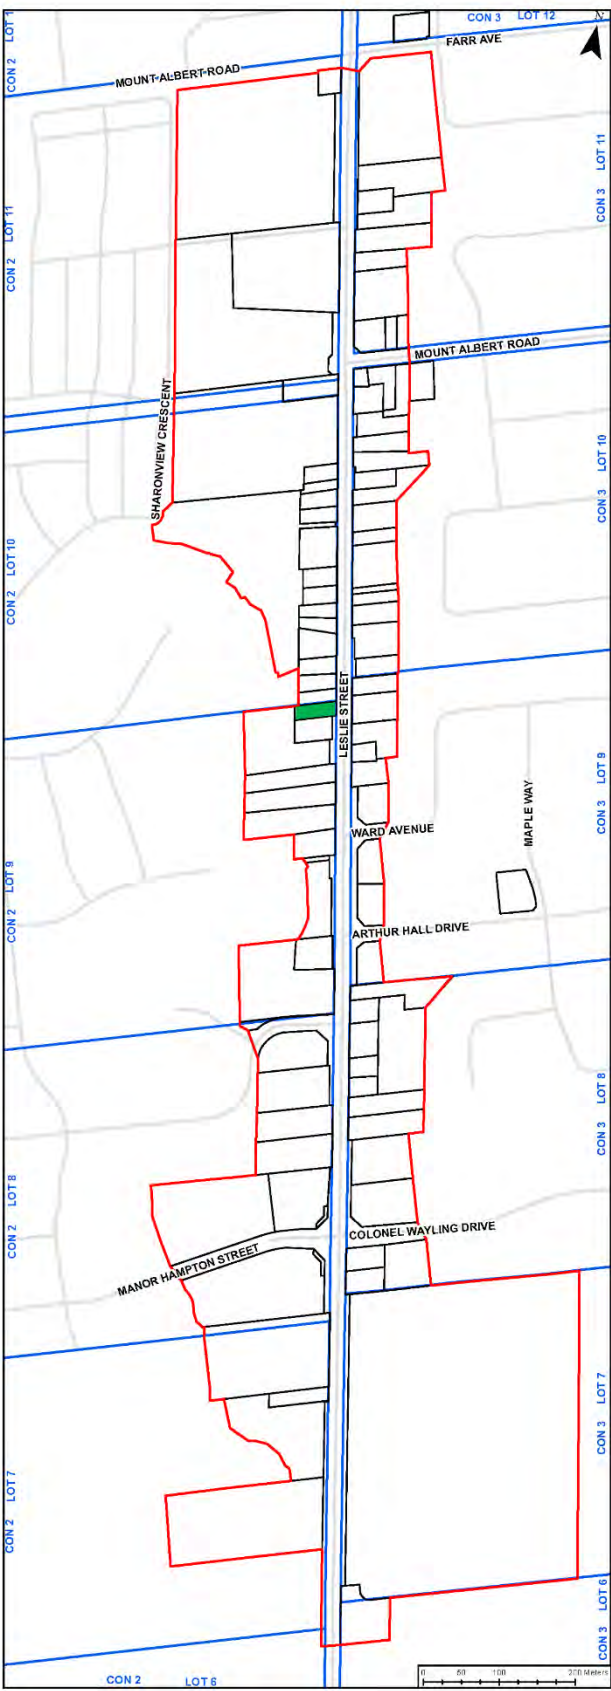 CON 3 LOT 12
N
CON 2 LOT 1
FARR AVE
MOUNT ALBERT ROAD
CON 3 LOT 11
CON 2 LOT 11
MOUNT ALBERT ROAD
SHARONVIEW CRESCENT
CON 3 LOT 10
CON 2 LOT 10
LESLIE STREET
CON 3 LOT 9
MAPLE WAY
WARD AVENUE
CON 2 LOT 9
ARTHUR HALL DRIVE
CON 3 LOT 8
CON 2 LOT 8
COLONEL WAYLING DRIVE
MANOR HAMPTON STREET
CON 3 LOT 7
CON 2 LOT 7
CON 3 LOT 6
CON 2 LOT 6
0 50 100 200 Meters